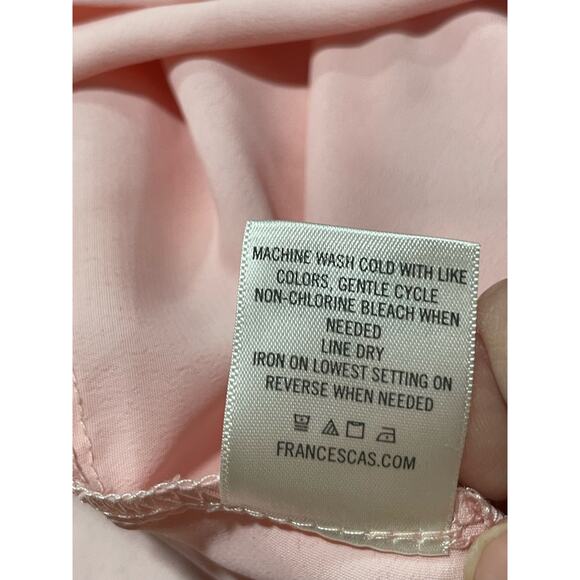 MACHINE WASH COLD WITH LIKE
COLORS, GENTLE CYCLE
NON-CHLORINE BLEACH WHEN
NEEDED
LINE DRY
IRON ON LOWEST SETTING ON
REVERSE WHEN NEEDED
FRANCESCAS.COM